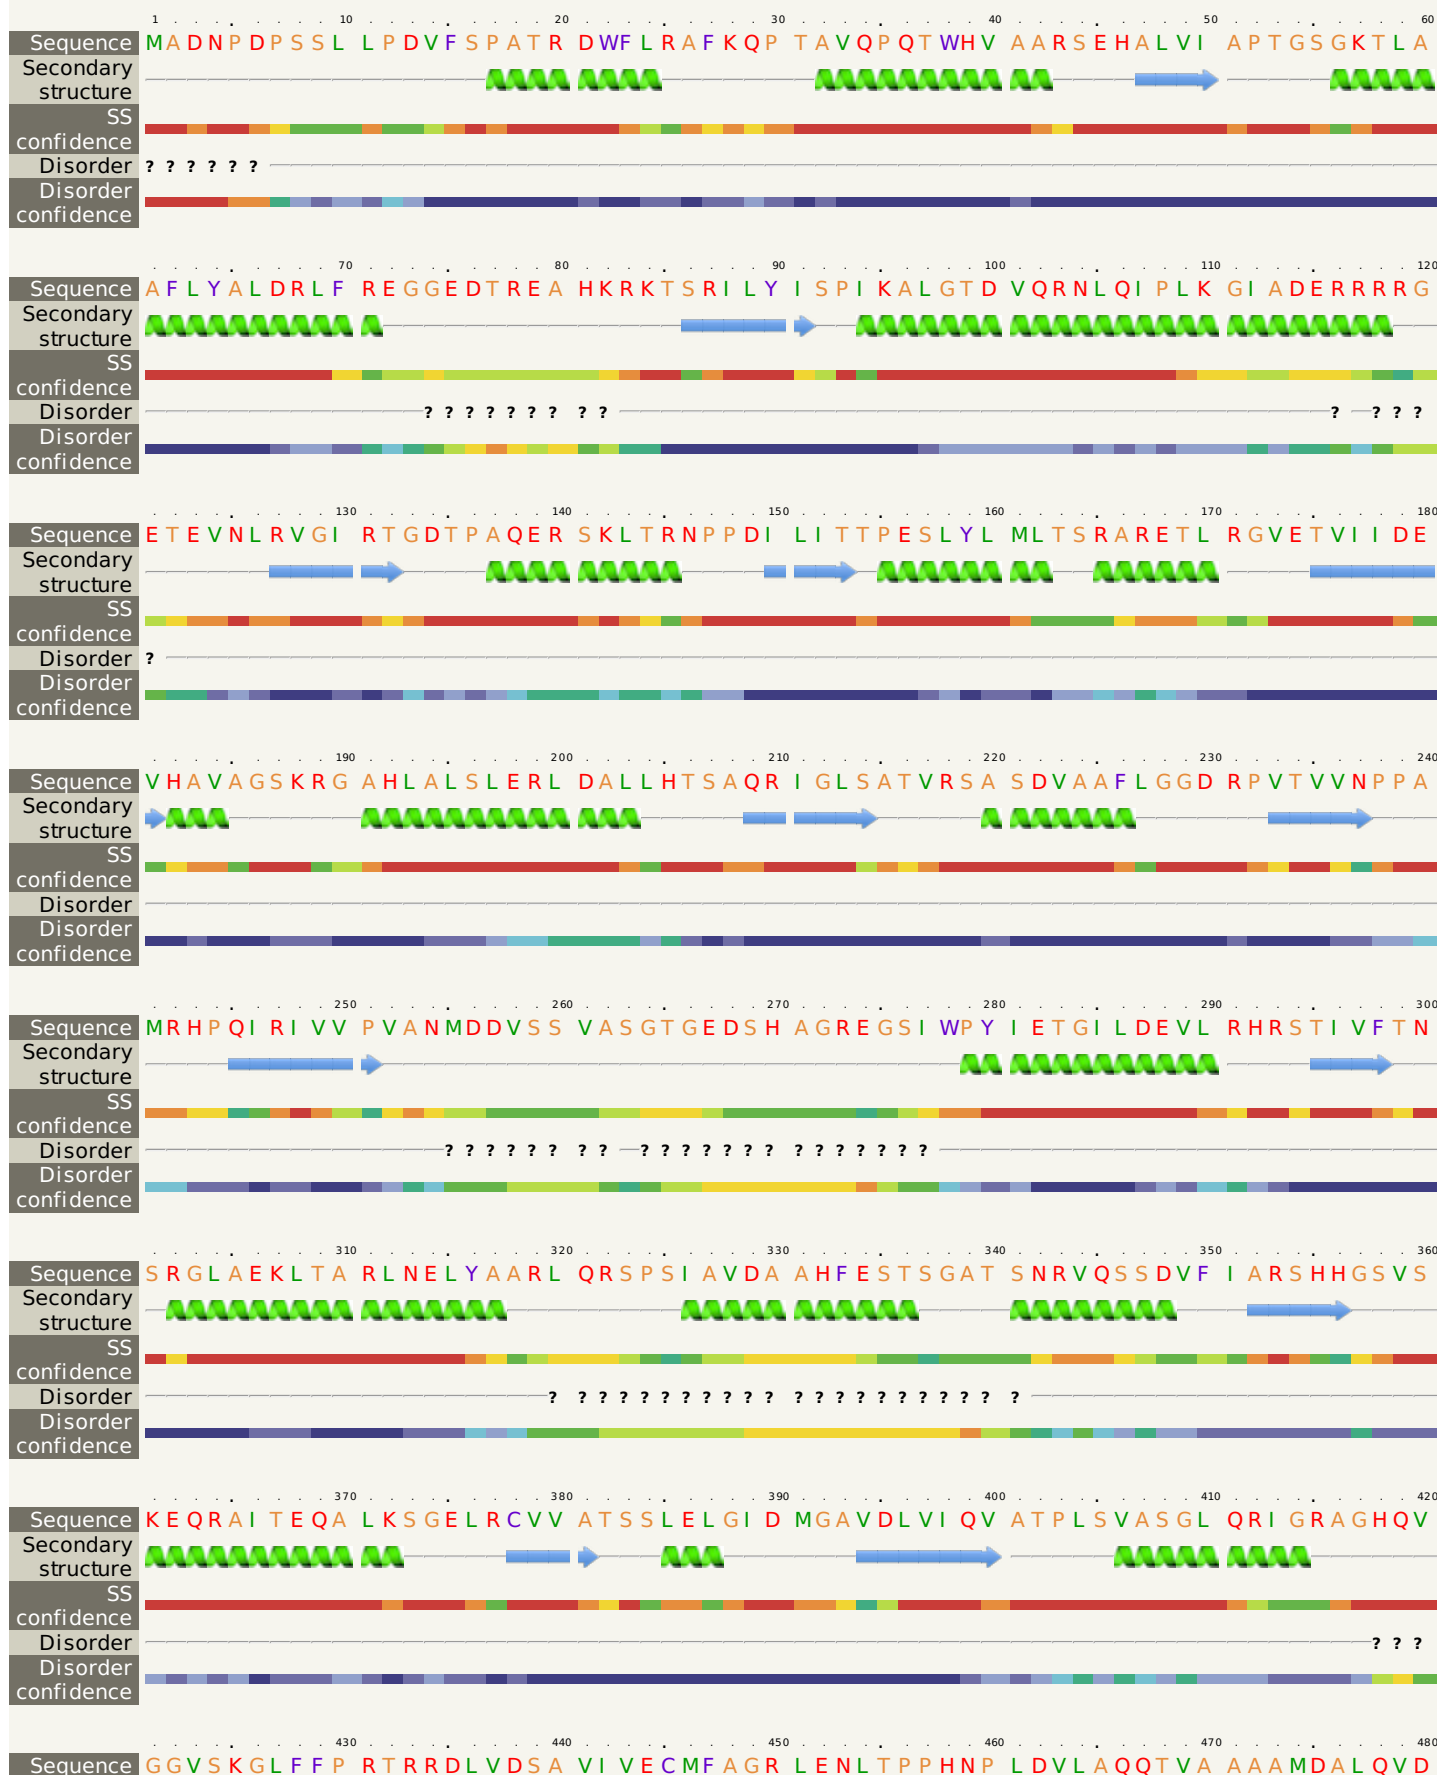 1 10 20 30 40 50 60
Sequence MADNPDPSSL LPDVFSPATR DWFLRAFKQP TAVQPQTWHV AARSEHALVI APTGSGKTLA
Secondary
structure
SS
confidence
Disorder ? ? ? ? ? ?
Disorder
confidence
70 80 90 100 110 120
Sequence AFLYALDRLF REGGEDTREA HKRKTSRILY ISPIKALGTD VQRNLQIPLK GIADERRRRG
Secondary
structure
SS
confidence
Disorder ? ? ? ? ? ? ? ? ? ? ? ? ?
Disorder
confidence
130 140 150 160 170 180
Sequence ETEVNLRVGI RTGDTPAQER SKLTRNPPDI LITTPESLYL MLTSRARETL RGVETVIIDE
Secondary
structure
SS
confidence
Disorder ?
Disorder
confidence
190 200 210 220 230 240
Sequence VHAVAGSKRG AHLALSLERL DALLHTSAQR IGLSATVRSA SDVAAFLGGD RPVTVVNPPA
Secondary
structure
SS
confidence
Disorder
Disorder
confidence
250 260 270 280 290 300
Sequence MRHPQIRIVV PVANMDDVSS VASGTGEDSH AGREGSIWPY IETGILDEVL RHRSTIVFTN
Secondary
structure
SS
confidence
Disorder ? ? ? ? ? ? ? ? ? ? ? ? ? ? ? ? ? ? ? ? ? ?
Disorder
confidence
310 320 330 340 350 360
Sequence SRGLAEKLTA RLNELYAARL QRSPSIAVDA AHFESTSGAT SNRVQSSDVF IARSHHGSVS
Secondary
structure
SS
confidence
Disorder ? ? ? ? ? ? ? ? ? ? ? ? ? ? ? ? ? ? ? ? ? ?
Disorder
confidence
370 380 390 400 410 420
Sequence KEQRAITEQA LKSGELRCVV ATSSLELGID MGAVDLVIQV ATPLSVASGL QRIGRAGHQV
Secondary
structure
SS
confidence
Disorder ? ? ?
Disorder
confidence
430 440 450 460 470 480
Sequence GGVSKGLFFP RTRRDLVDSA VIVECMFAGR LENLTPPHNP LDVLAQQTVA AAAMDALQVD